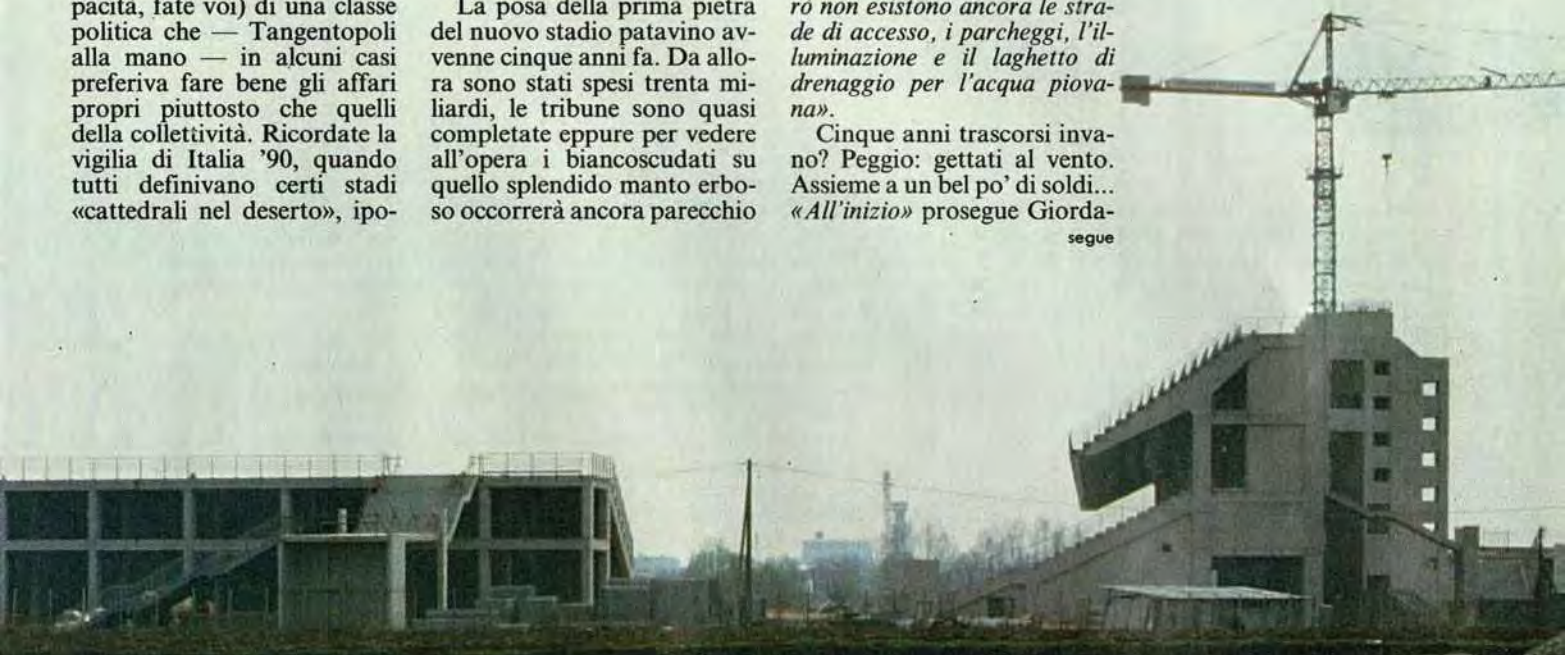 pacità, fate voi) di una classe
politica che — Tangentopoli
alla mano — in alcuni casi
preferiva fare bene gli affari
propri piuttosto che quelli
della collettività. Ricordate la
vigilia di Italia '90, quando
tutti definivano certi stadi
«cattedrali nel deserto», ipo-
La posa della prima pietra
del nuovo stadio patavino av-
venne cinque anni fa. Da allo-
ra sono stati spesi trenta mi-
liardi, le tribune sono quasi
completate eppure per vedere
all'opera i biancoscudati su
quello splendido manto erbo-
so occorrerà ancora parecchio
rò non esistono ancora le stra-
de di accesso, i parcheggi, l'il-
luminazione e il laghetto di
drenaggio per l'acqua piova-
na».
Cinque anni trascorsi inva-
no? Peggio: gettati al vento.
Assieme a un bel po' di soldi...
«All'inizio» prosegue Giorda-
segue